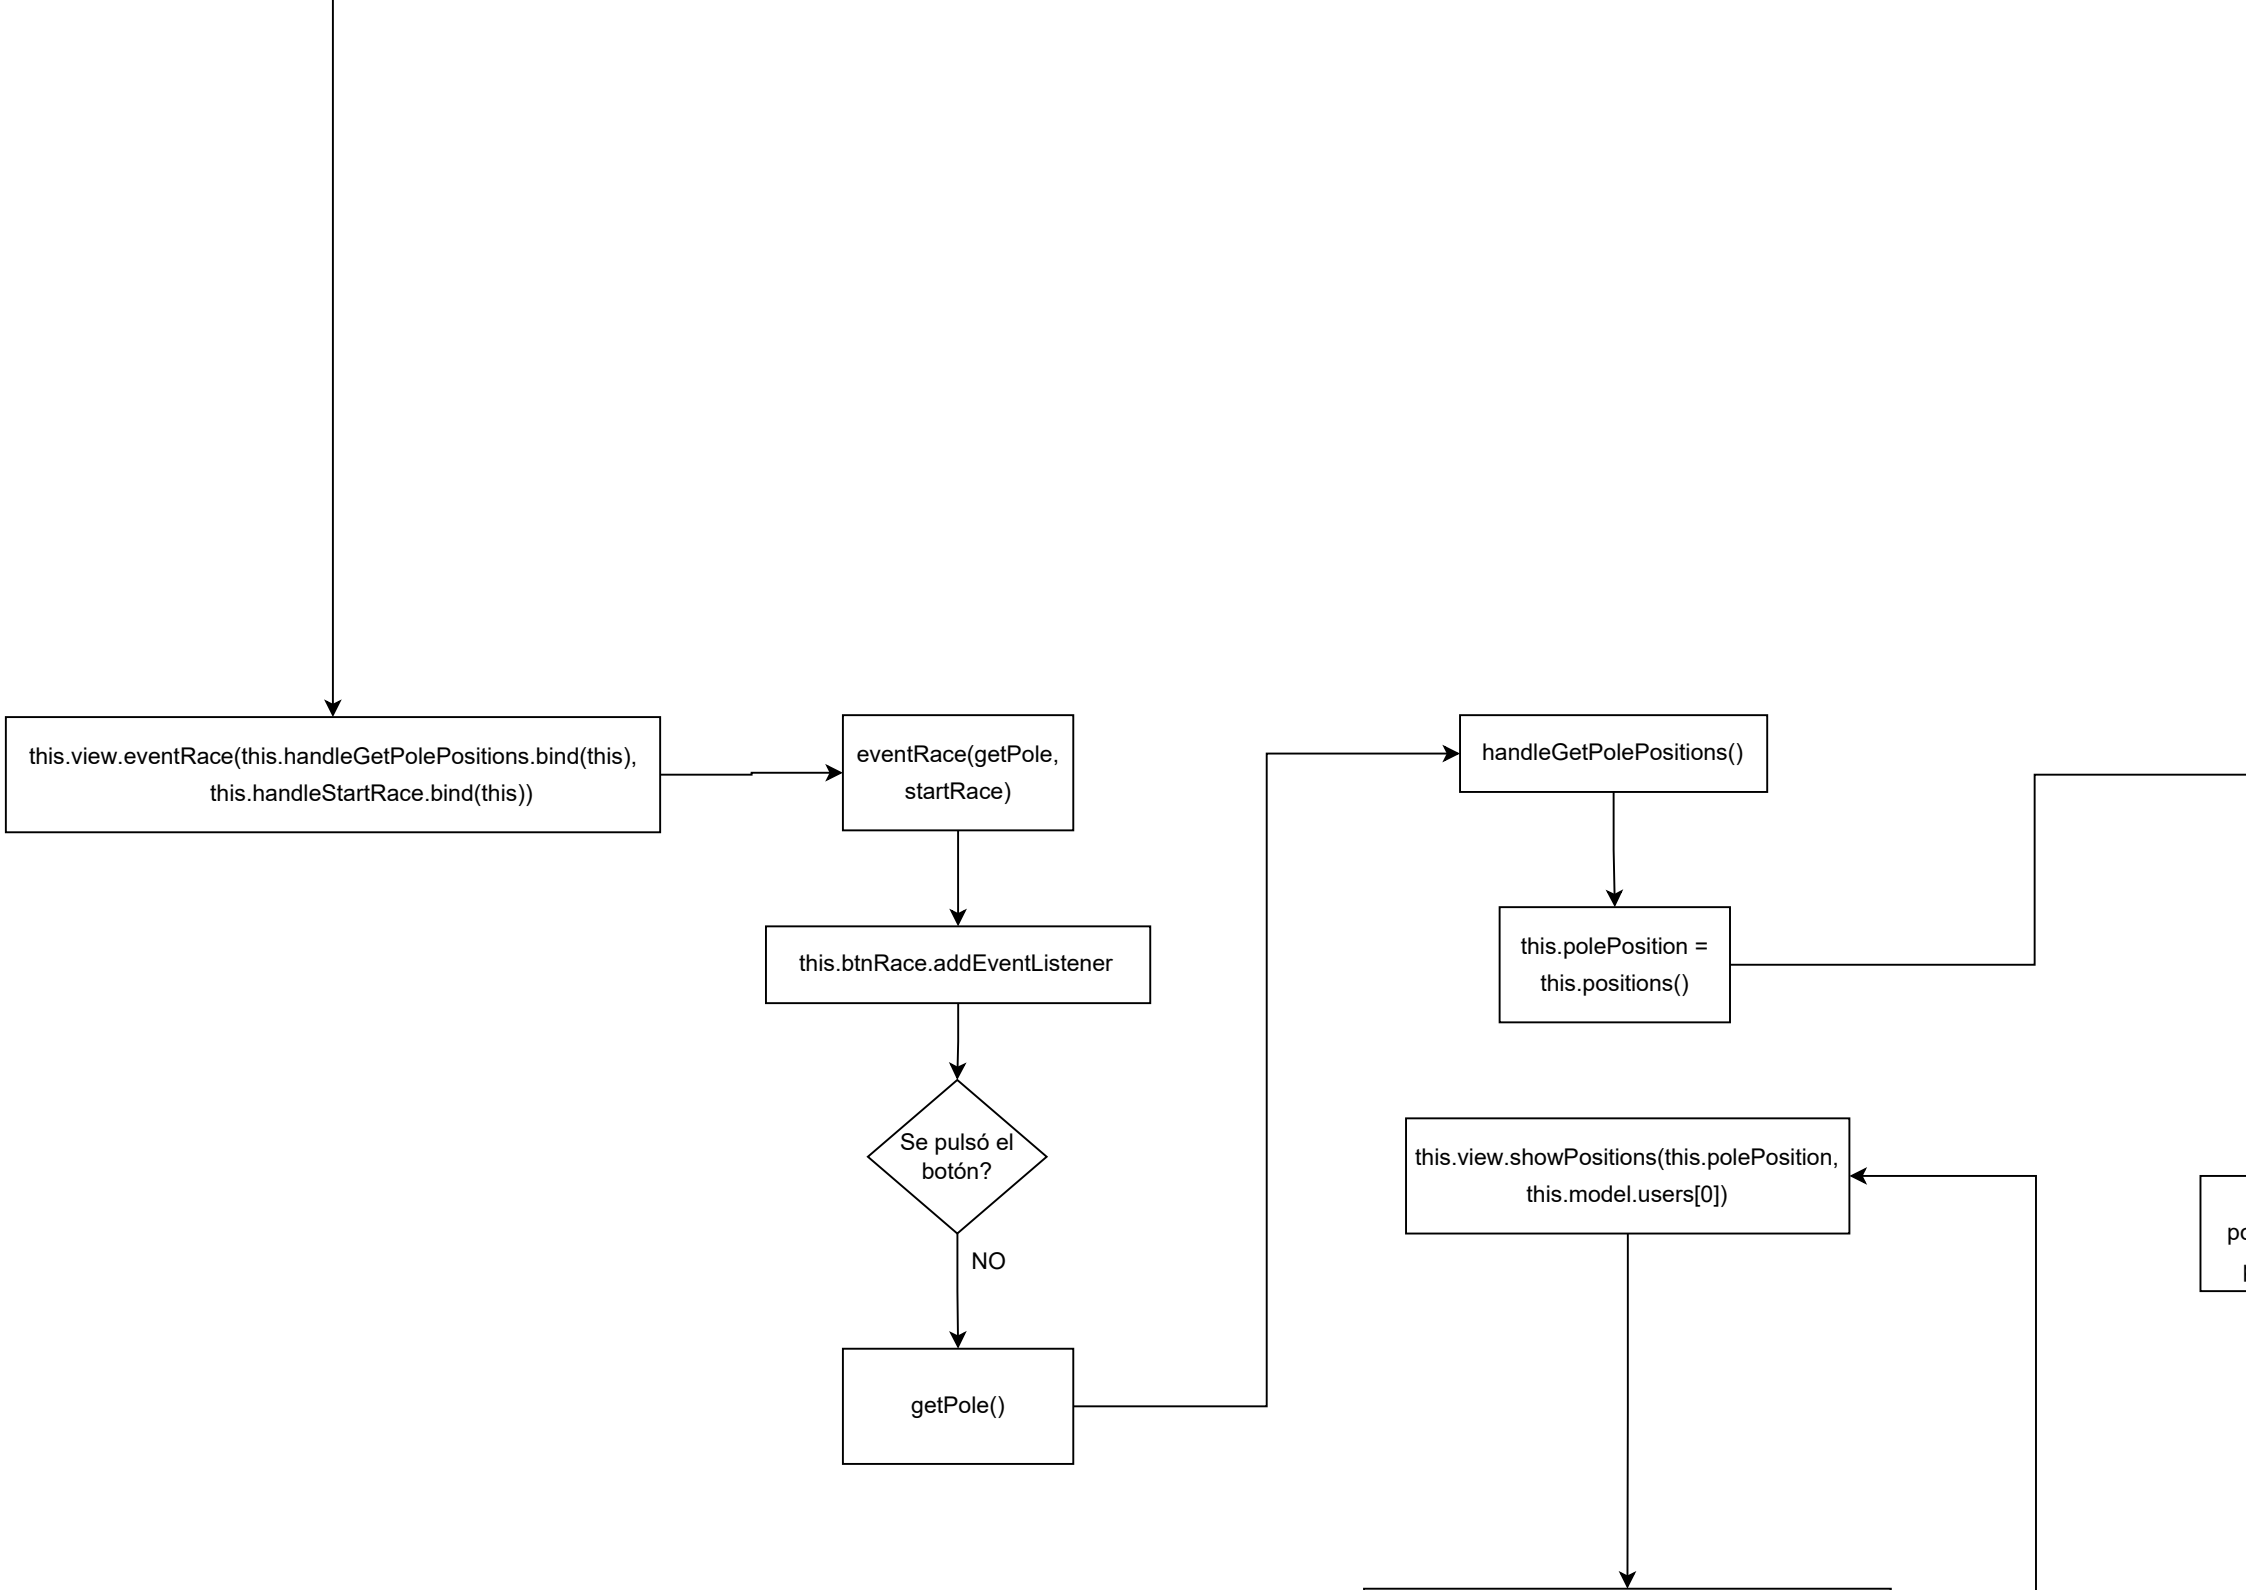 this.view.eventRace(this.handleGetPolePositions.bind(this),
this.handleStartRace.bind(this))
eventRace(getPole,
startRace)
this.btnRace.addEventListener
Se pulsó el
botón?
NO
getPole()
handleGetPolePositions()
this.polePosition =
this.positions()
this.view.showPositions(this.polePosition,
this.model.users[0])